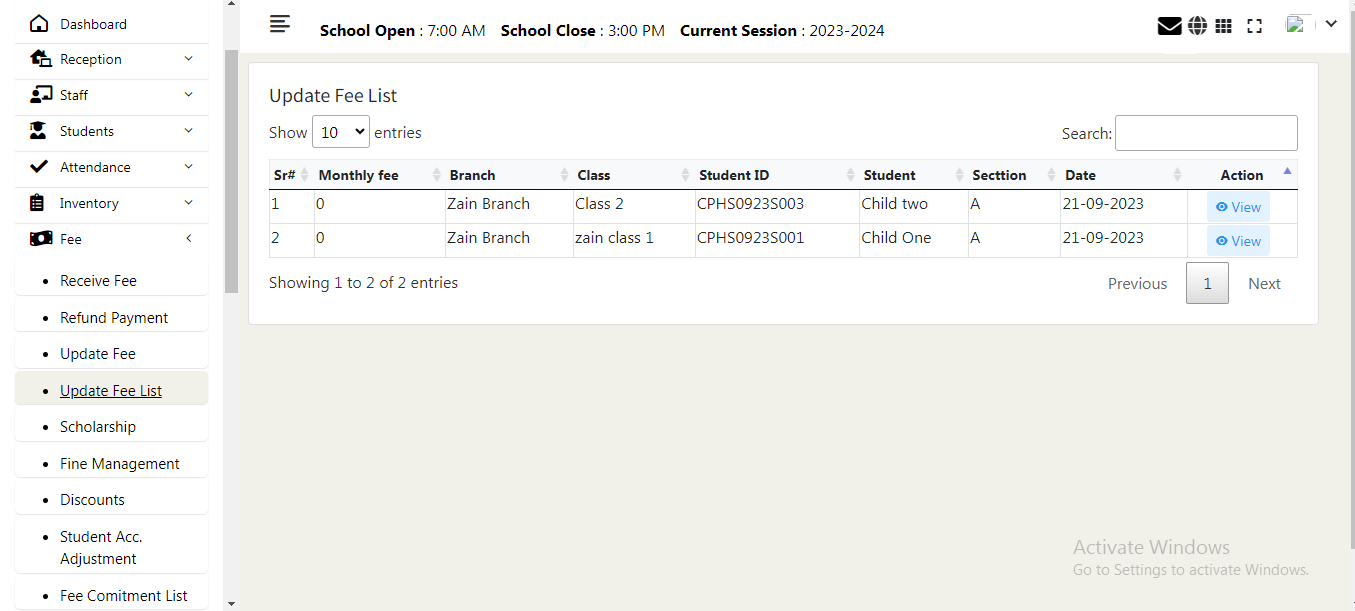 Dashboard
Reception
Staff
Students
Attendance
Inventory
Fee
Receive Fee
Refund Payment
Update Fee
Update Fee List
Scholarship
Fine Management
Discounts
Student Acc.
Adjustment
Fee Comitment List
School Open : 7:00 AM School Close : 3:00 PM Current Session : 2023-2024
Update Fee List
Show 10 entries Search:
Sr# Monthly fee Branch Class Student ID Student Secttion Date Action
1 0 Zain Branch Class 2 CPHS0923S003 Child two A 21-09-2023 View
2 0 Zain Branch zain class 1 CPHS0923S001 Child One A 21-09-2023 View
Showing 1 to 2 of 2 entries Previous 1 Next
Activate Windows
Go to Settings to activate Windows.